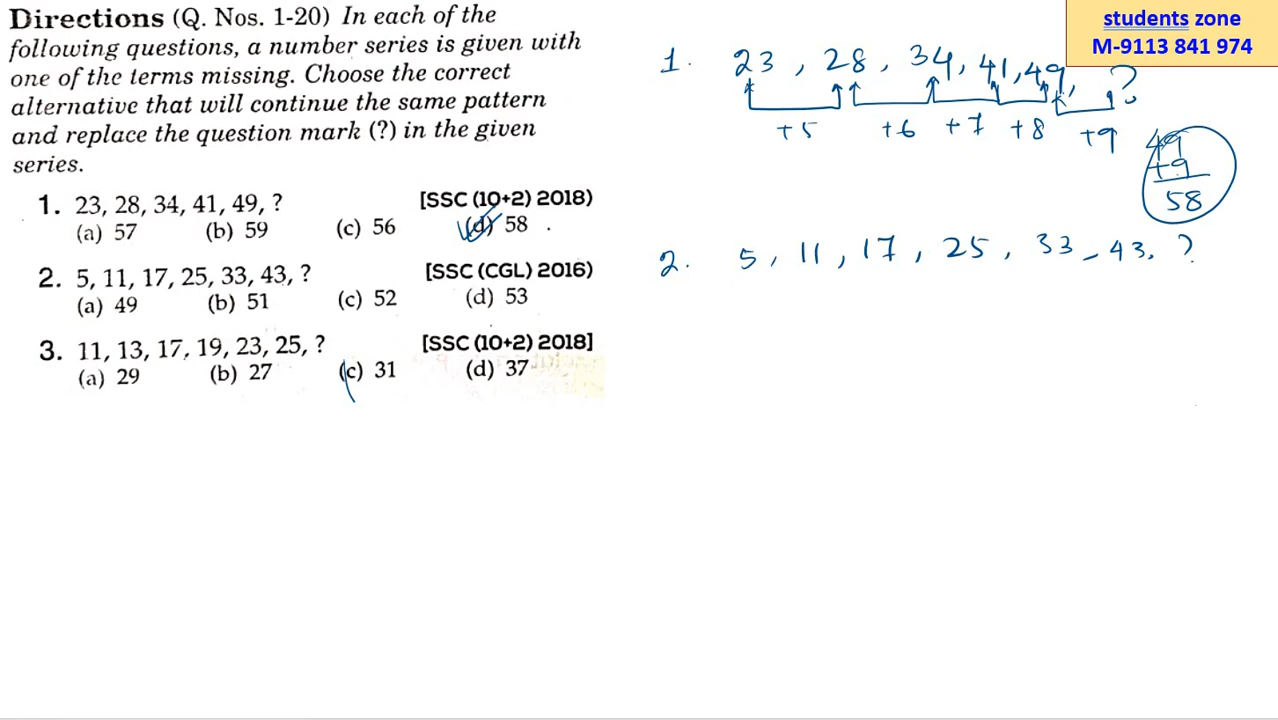 Directions (Q. Nos. 1-20) In each of the
following questions, a number series is given with
one of the terms missing. Choose the correct
alternative that will continue the same pattern
and replace the question mark (?) in the given
series.
1. 23, 28, 34, 41, 49, ? [SSC (10+2) 2018)
(a) 57 (b) 59 (c) 56 (d) 58 .
2. 5, 11, 17, 25, 33, 43, ? [SSC (CGL) 2016)
(a) 49 (b) 51 (c) 52 (d) 53
3. 11, 13, 17, 19, 23, 25, ? [SSC (10+2) 2018]
(a) 29 (b) 27 (c) 31 (d) 37
students zone
M-9113 841 974
1. 23, 28, 34, 41, 49, ?
+5 +6 +7 +8 +9
49
+9
58
2. 5, 11, 17, 25, 33, 43, ?